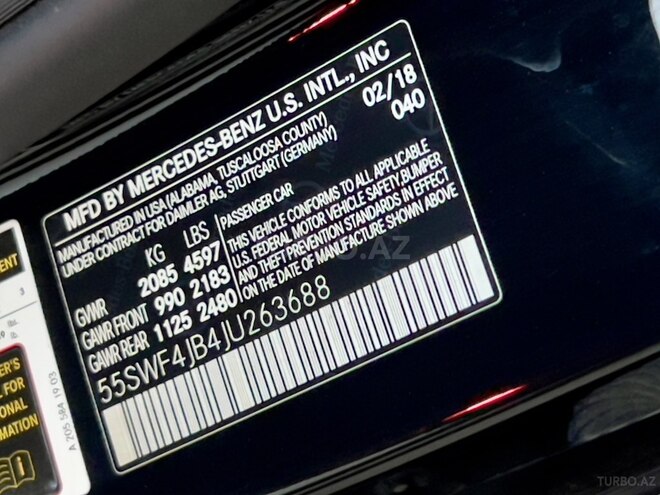 MFD BY MERCEDES-BENZ U.S. INTL., INC
MANUFACTURED IN USA (ALABAMA, TUSCALOOSA COUNTY) 02/18
UNDER CONTRACT FOR DAIMLER AG, STUTTGART (GERMANY) 040
KG LBS
GVWR 2085 4597
GAWR FRONT 990 2183
GAWR REAR 1125 2480
PASSENGER CAR
THIS VEHICLE CONFORMS TO ALL APPLICABLE
U.S. FEDERAL MOTOR VEHICLE SAFETY, BUMPER
AND THEFT PREVENTION STANDARDS IN EFFECT
ON THE DATE OF MANUFACTURE SHOWN ABOVE
55SWF4JB4JU263688
A 205 584 19 03
TURBO.AZ